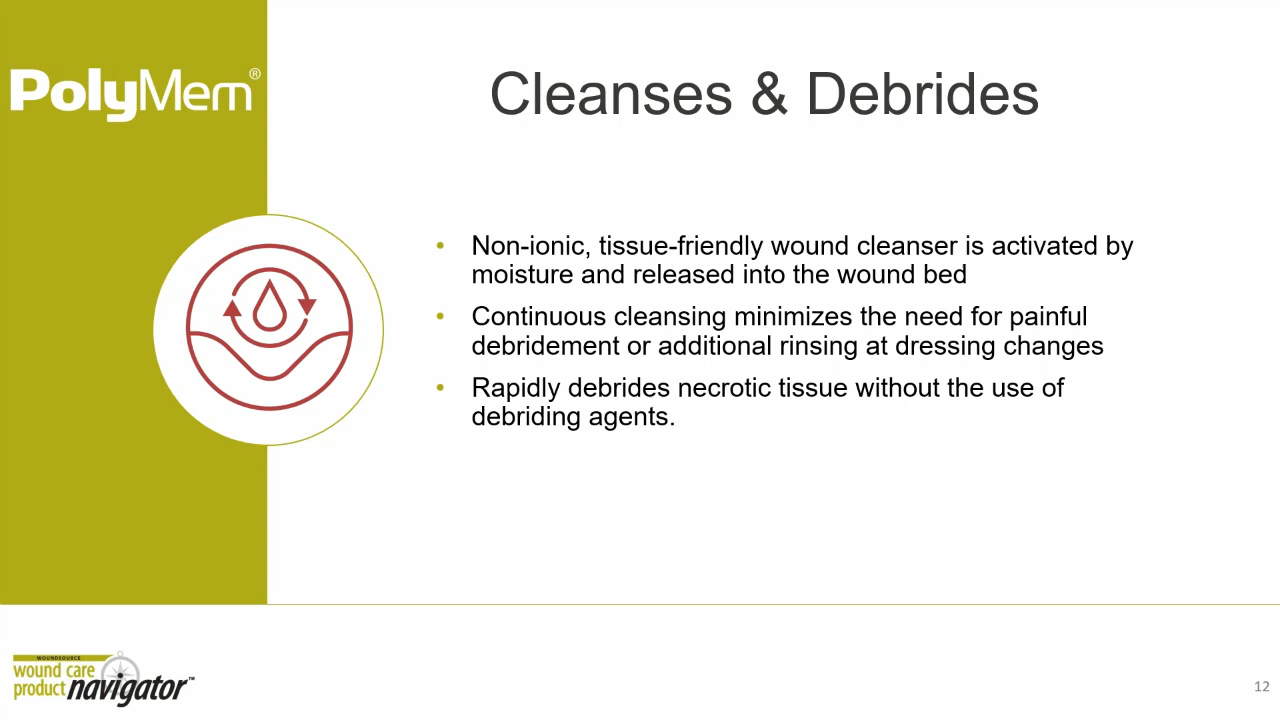 PolyMem®
Cleanses & Debrides
• Non-ionic, tissue-friendly wound cleanser is activated by
moisture and released into the wound bed
• Continuous cleansing minimizes the need for painful
debridement or additional rinsing at dressing changes
• Rapidly debrides necrotic tissue without the use of
debriding agents.
WOUNDSOURCE
wound care
product navigator™
12